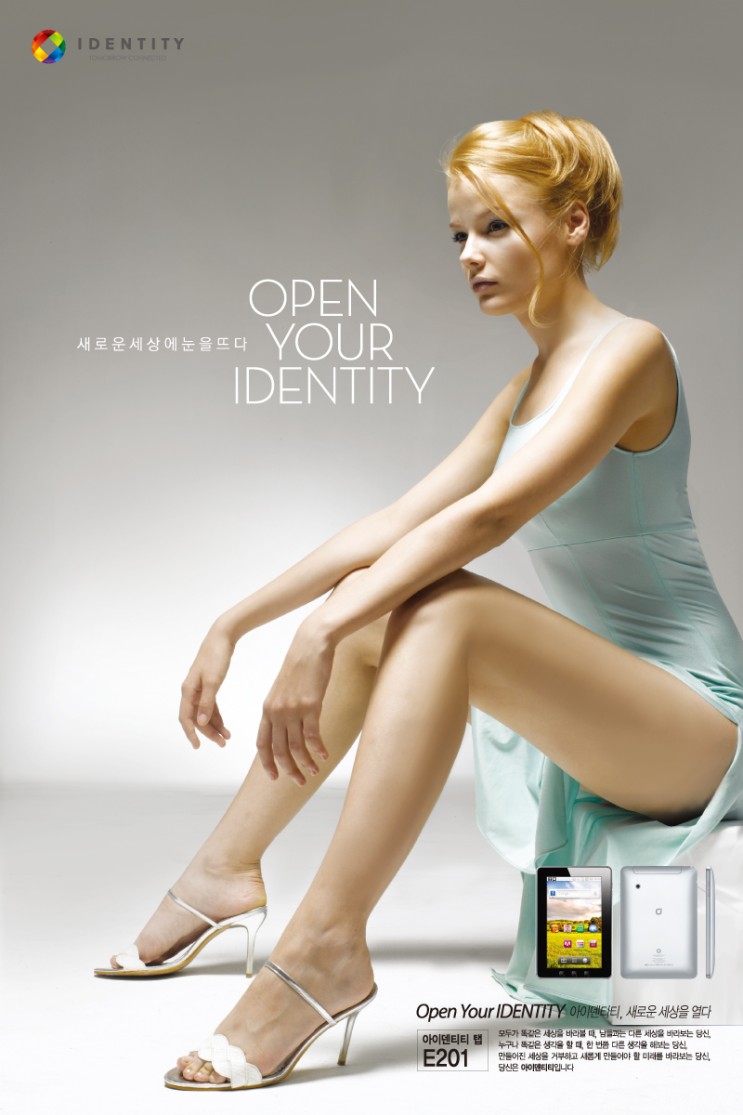 IDENTITY
TOMORROW CONNECTED
OPEN
새로운세상에눈을뜨다 YOUR
IDENTITY
Open Your IDENTITY 아이덴티티, 새로운 세상을 열다
아이덴티티 탭
E201
모두가 똑같은 세상을 바라볼 때, 남들과는 다른 세상을 바라보는 당신,
누구나 똑같은 생각을 할 때, 한 번쯤 다른 생각을 해보는 당신,
만들어진 세상을 거부하고 새롭게 만들어야 할 미래를 바라보는 당신,
당신은 아이덴티티입니다